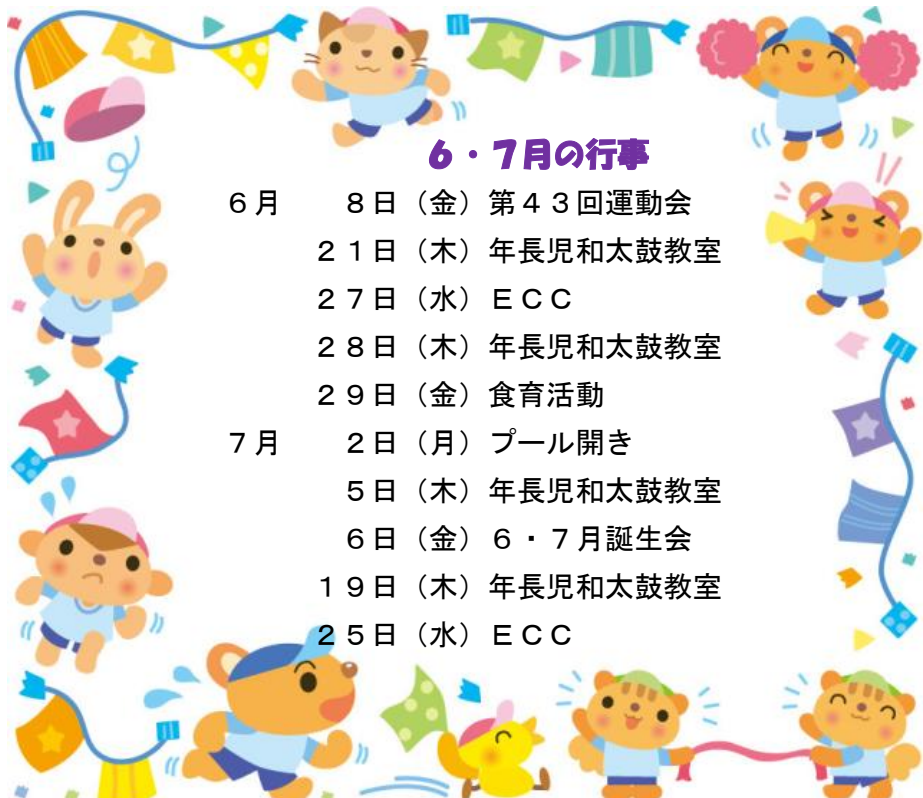 ６・７月の行事
６月　　８日（金）第４３回運動会
２１日（木）年長児和太鼓教室
２７日（水）ＥＣＣ
２８日（木）年長児和太鼓教室
２９日（金）食育活動
７月　　２日（月）プール開き
５日（木）年長児和太鼓教室
６日（金）６・７月誕生会
１９日（木）年長児和太鼓教室
２５日（水）ＥＣＣ